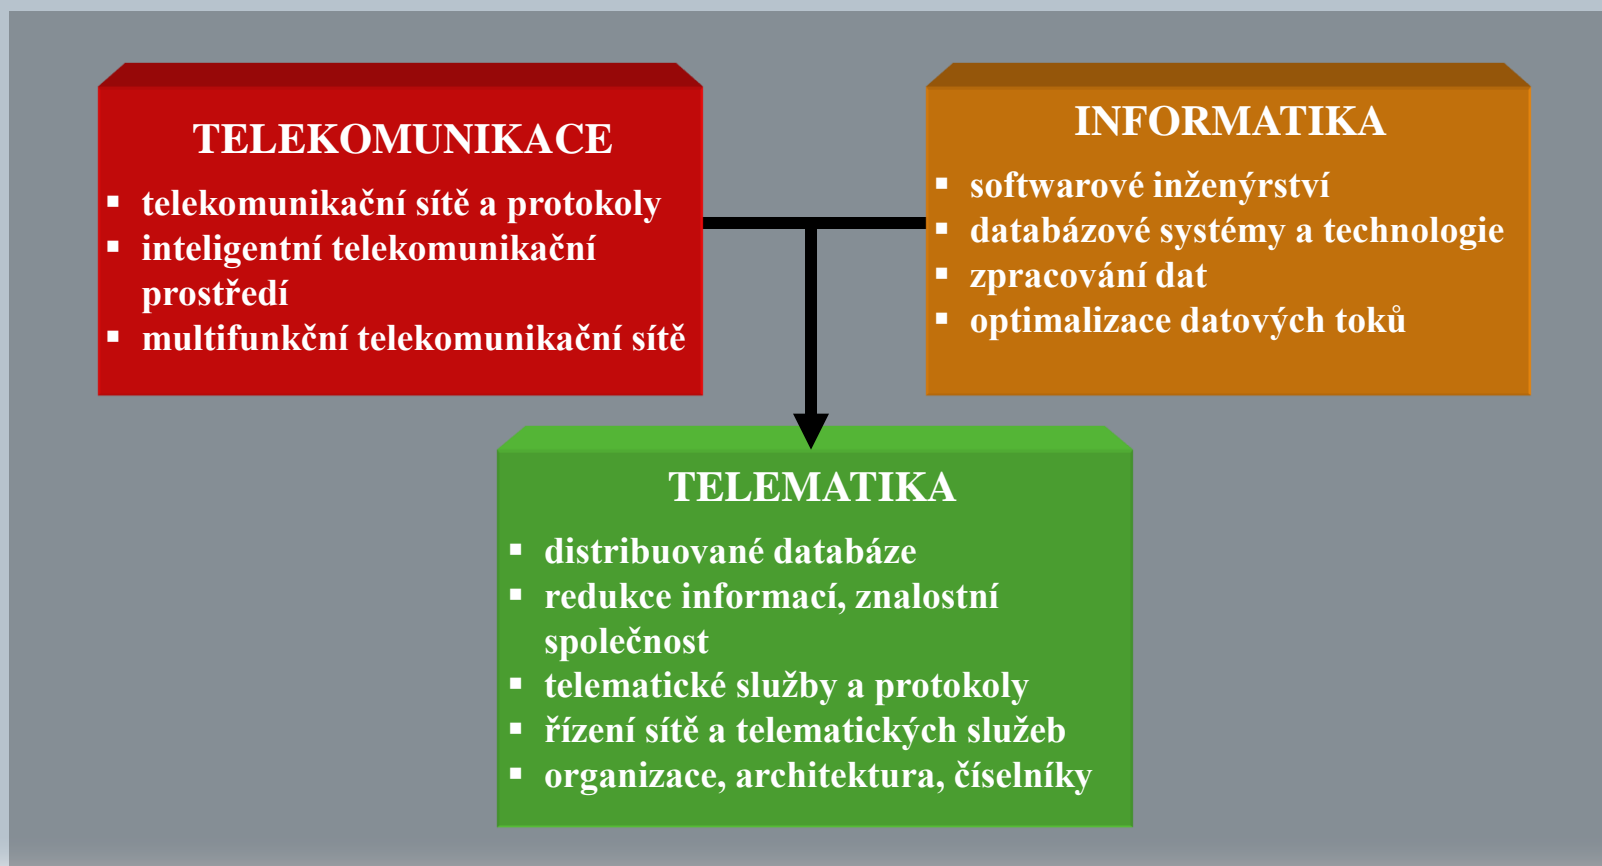 TELEKOMUNIKACE
▪ telekomunikační sítě a protokoly
▪ inteligentní telekomunikační
prostředí
▪ multifunkční telekomunikační sítě
INFORMATIKA
▪ softwarové inženýrství
▪ databázové systémy a technologie
▪ zpracování dat
▪ optimalizace datových toků
TELEMATIKA
▪ distribuované databáze
▪ redukce informací, znalostní
společnost
▪ telematické služby a protokoly
▪ řízení sítě a telematických služeb
▪ organizace, architektura, číselníky